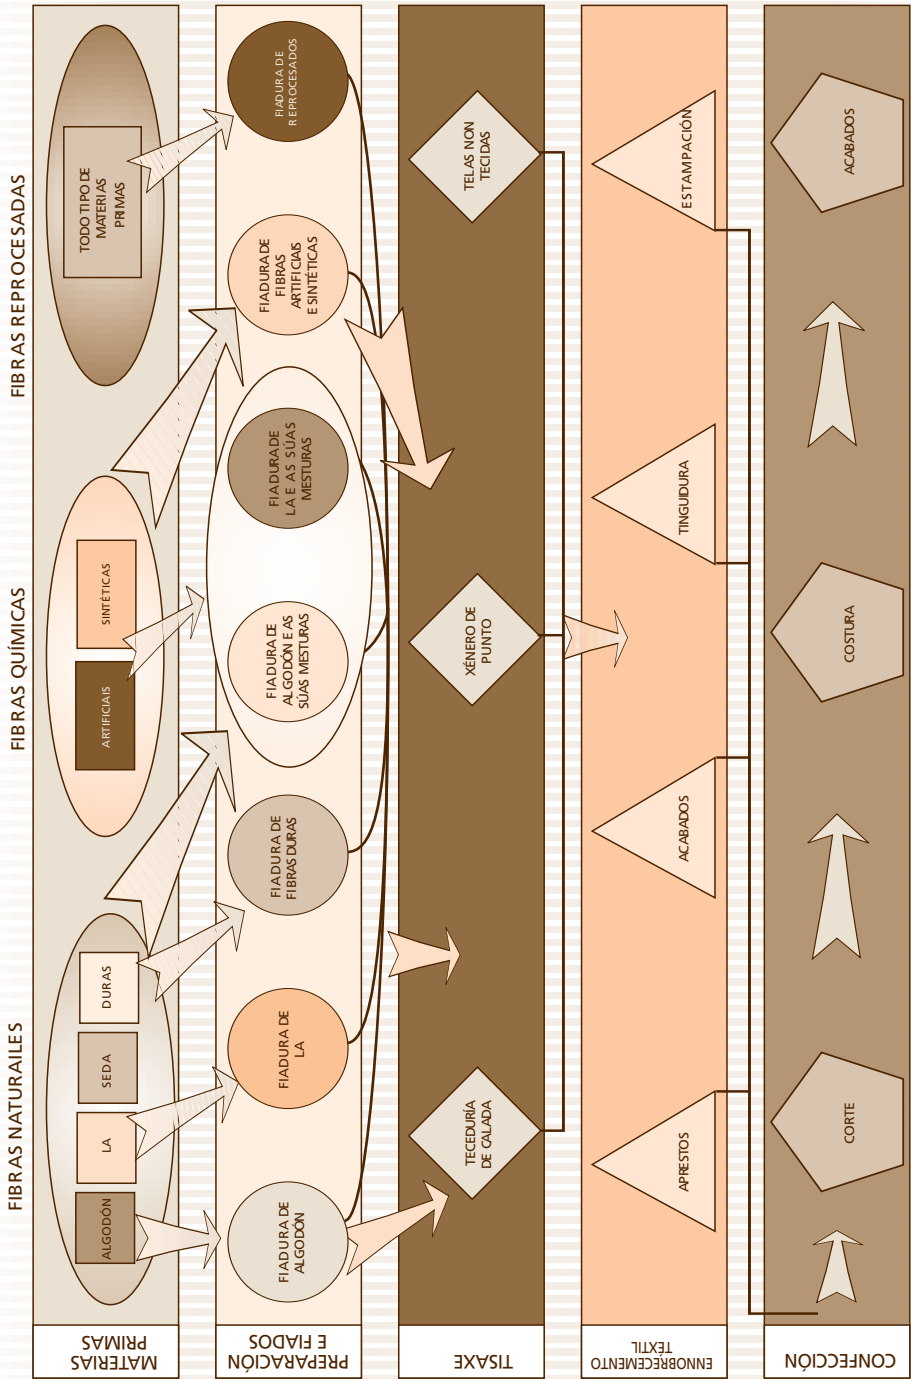 FIBRAS NATURAILES
FIBRAS QUÍMICAS
FIBRAS REPROCESADAS
MATERIAS
PRIMAS
ALGODÓN
LA
SEDA
DURAS
ARTIFICIAIS
SINTÉTICAS
TODO TIPO DE
MATERIAS
PRIMAS
PREPARACIÓN
E FIADOS
FIADURA DE
ALGODÓN
FIADURA DE
LA
FIADURA DE
FIBRAS DURAS
FIADURA DE
ALGODÓN E AS
SÚAS MESTURAS
FIADURA DE
LA E AS SÚAS
MESTURAS
FIADURA DE
FIBRAS
ARTIFICIAIS
E SINTÉTICAS
FIADURA DE
REPROCESADOS
TISAXE
TECEDURÍA
DE CALADA
XÉNERO DE
PUNTO
TELAS NON
TECIDAS
ENNOBRECEMENTO
TÉXTIL
APRESTOS
ACABADOS
TINGUIDURA
ESTAMPACIÓN
CONFECCIÓN
CORTE
COSTURA
ACABADOS